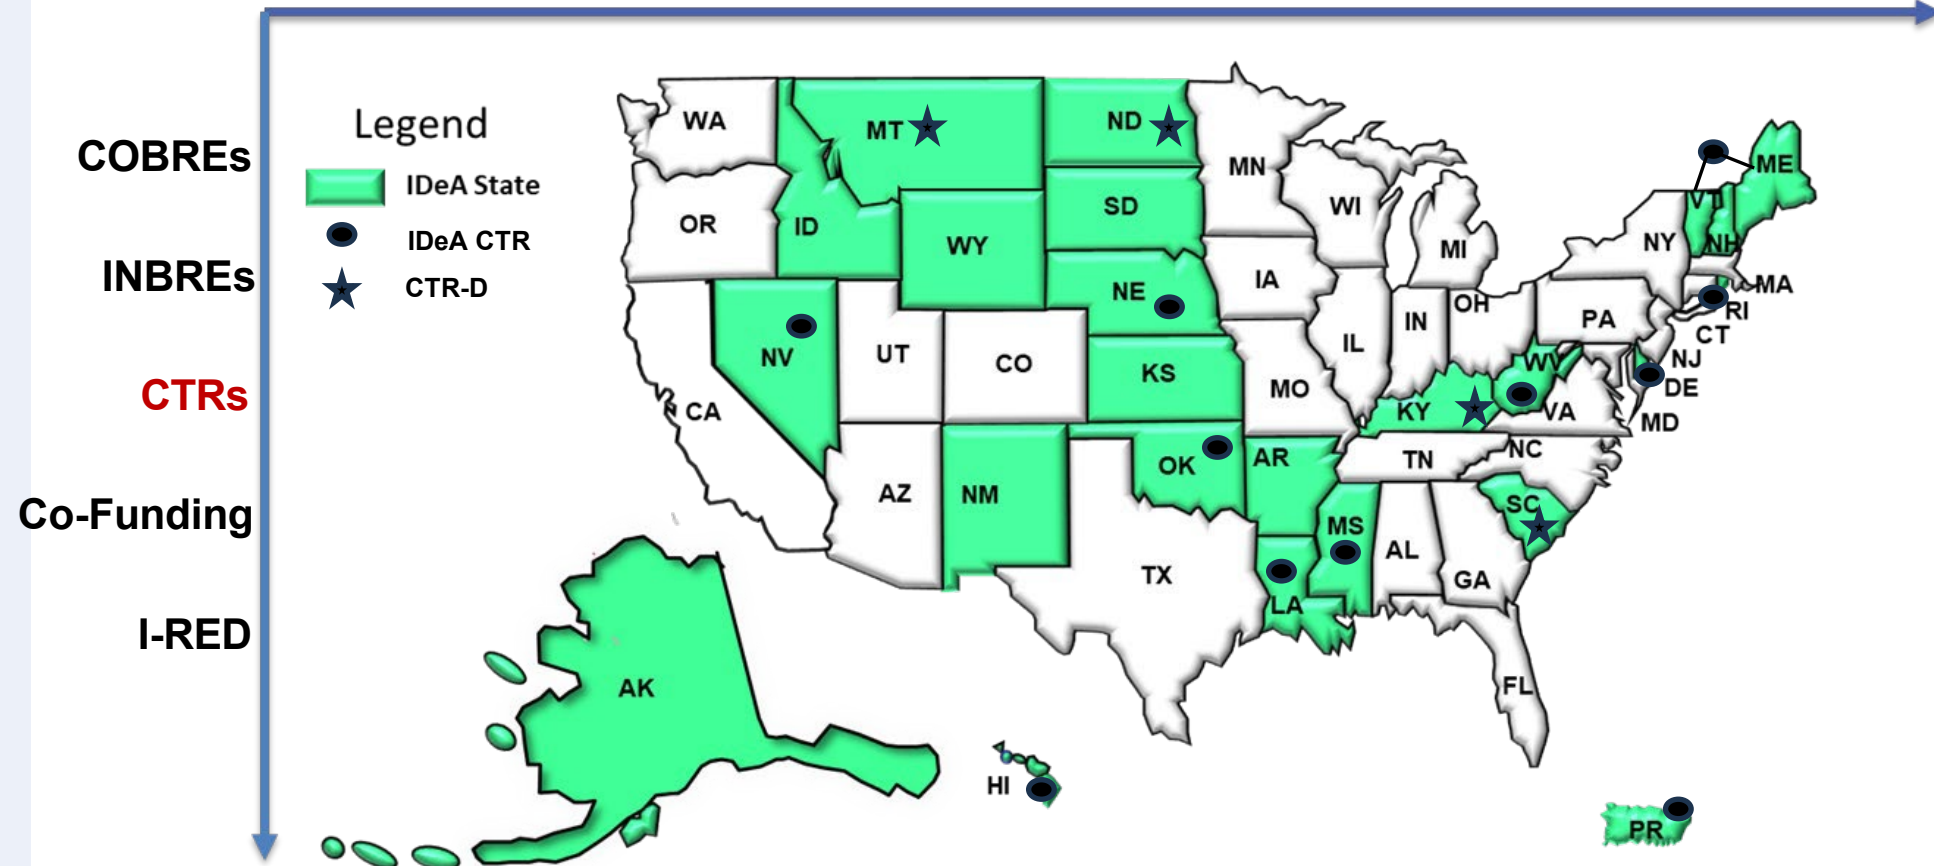 COBREs
INBREs
CTRs
Co-Funding
I-RED
Legend
IDeA State
IDeA CTR
CTR-D
WA
MT
ND
MN
ME
OR
ID
WY
SD
WI
MI
VT
NH
NY
MA
NV
UT
CO
NE
IA
IL
IN
OH
PA
RI
CT
NJ
DE
MD
CA
KS
MO
KY
WV
VA
AZ
NM
OK
AR
TN
NC
SC
TX
MS
LA
AL
GA
FL
AK
HI
PR